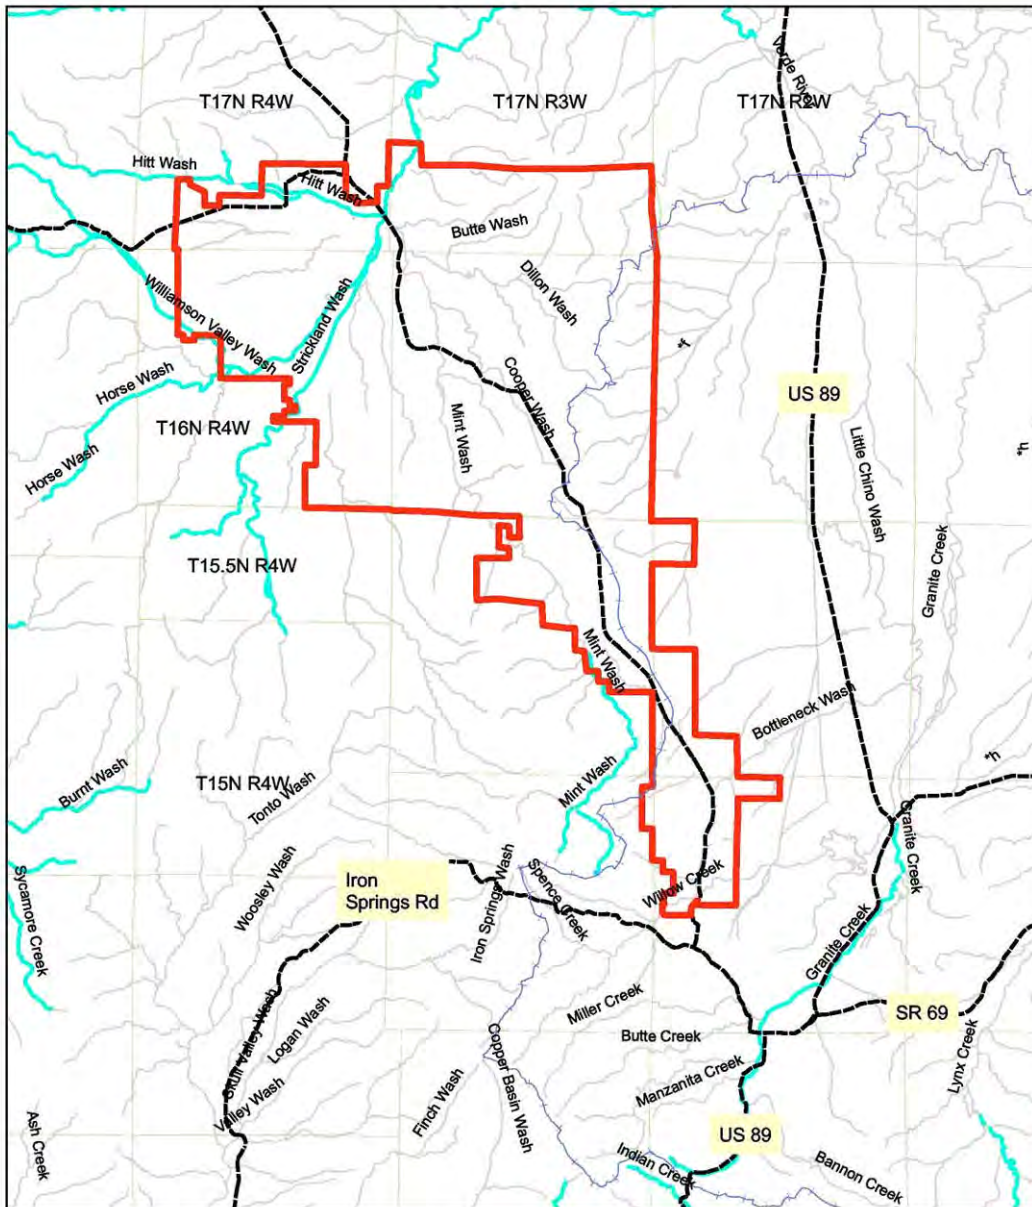 Verde River
T17N R4W
T17N R3W
T17N R2W
Hitt Wash
Hitt Wash
Butte Wash
Dillon Wash
Williamson Valley Wash
Strickland Wash
*f
Horse Wash
Cooper Wash
US 89
T16N R4W
Mint Wash
Little Chino Wash
*h
Horse Wash
T15.5N R4W
Granite Creek
Mint Wash
Bottleneck Wash
*h
Burnt Wash
T15N R4W
Tonto Wash
Mint Wash
Granite Creek
Sycamore Creek
Woosley Wash
Iron
Springs Rd
Iron Springs Wash
Spence Creek
Willow Creek
Granite Creek
SR 69
Skull Valley Wash
Logan Wash
Miller Creek
Butte Creek
Lynx Creek
Copper Basin Wash
Manzanita Creek
Valley Wash
Finch Wash
US 89
Ash Creek
Indian Creek
Bannon Creek